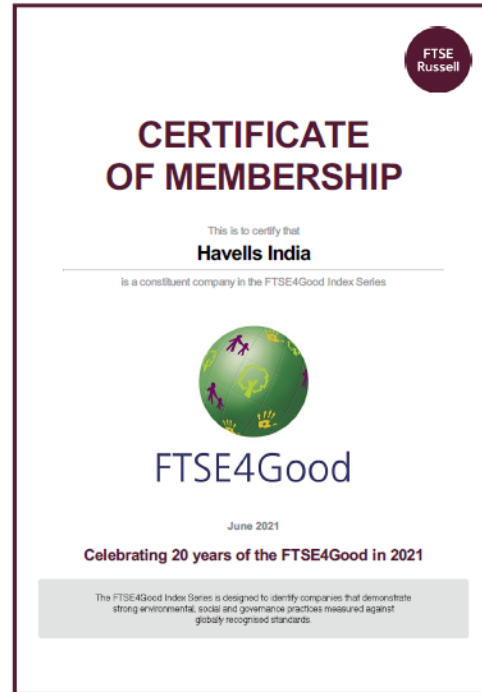 FTSE
Russell
CERTIFICATE
OF MEMBERSHIP
This is to certify that
Havells India
is a constituent company in the FTSE4Good Index Series
FTSE4Good
June 2021
Celebrating 20 years of the FTSE4Good in 2021
The FTSE4Good Index Series is designed to identify companies that demonstrate
strong environmental, social and governance practices measured against
globally recognised standards.